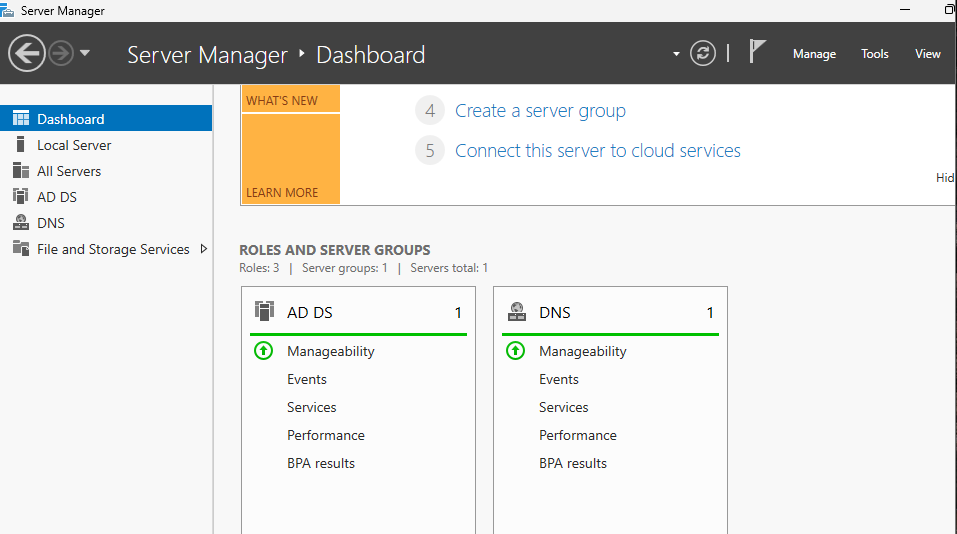 Server Manager
Server Manager ‣ Dashboard
Manage Tools View
Dashboard
Local Server
All Servers
AD DS
DNS
File and Storage Services
WHAT'S NEW
LEARN MORE
4 Create a server group
5 Connect this server to cloud services
Hid
ROLES AND SERVER GROUPS
Roles: 3 | Server groups: 1 | Servers total: 1
AD DS 1
Manageability
Events
Services
Performance
BPA results
DNS 1
Manageability
Events
Services
Performance
BPA results